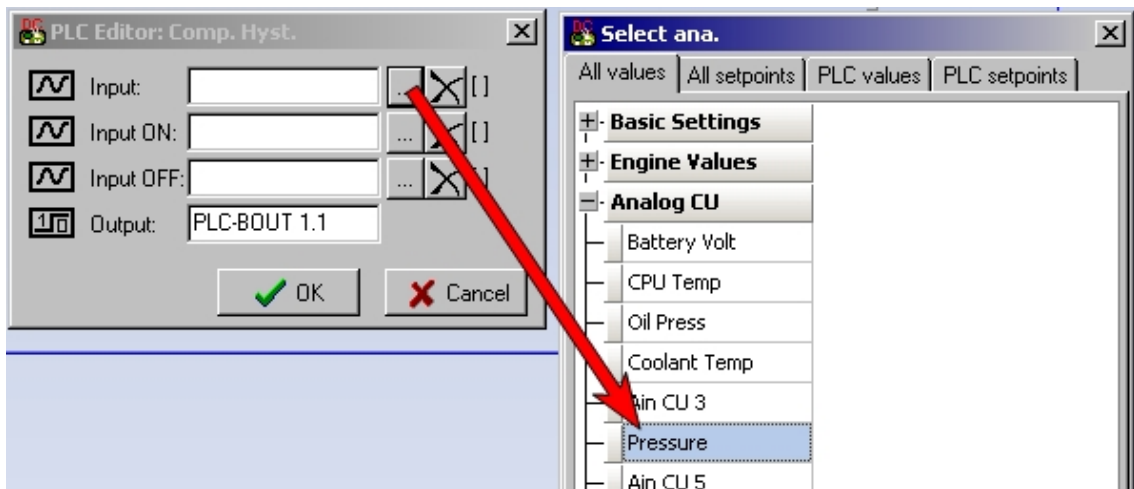 PLC Editor: Comp. Hyst.
Input:
...
[ ]
Input ON:
...
[ ]
Input OFF:
...
[ ]
Output:
PLC-BOUT 1.1
OK
Cancel
Select ana.
All values
All setpoints
PLC values
PLC setpoints
Basic Settings
Engine Values
Analog CU
Battery Volt
CPU Temp
Oil Press
Coolant Temp
Ain CU 3
Pressure
Ain CU 5